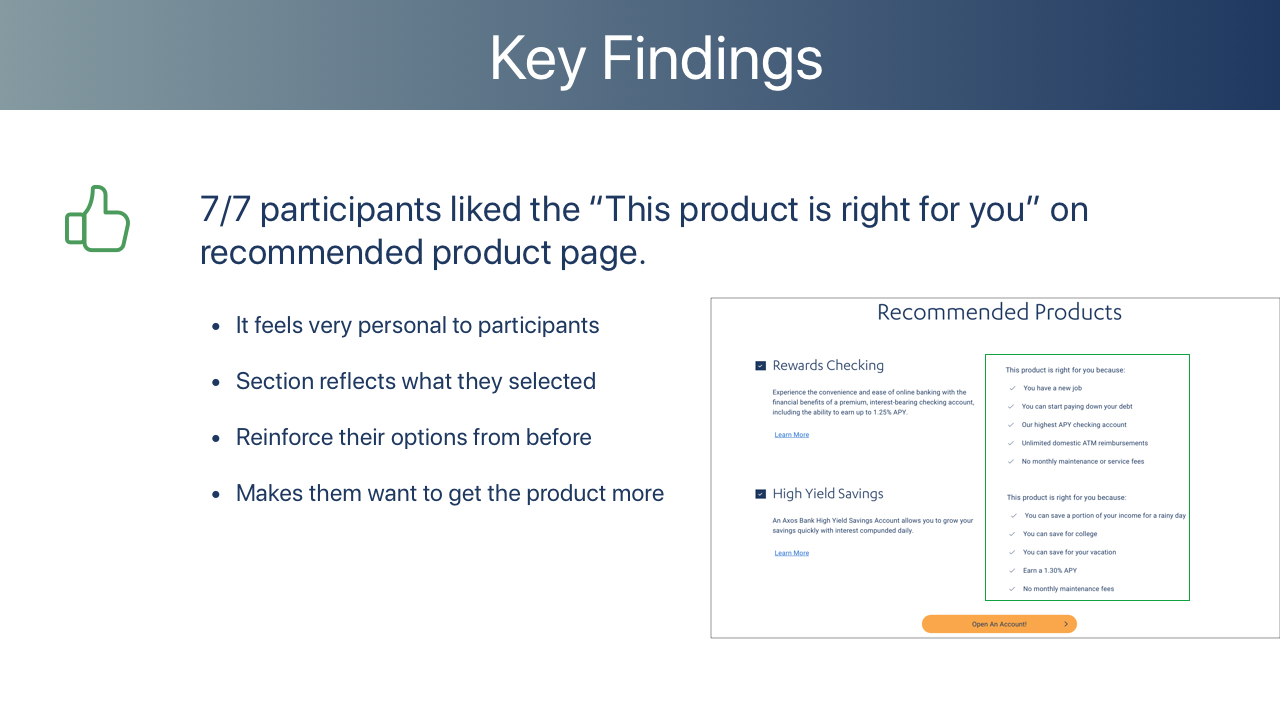 Key Findings
7/7 participants liked the “This product is right for you” on
recommended product page.
• It feels very personal to participants
• Section reflects what they selected
• Reinforce their options from before
• Makes them want to get the product more
Recommended Products
Rewards Checking
Experience the convenience and ease of online banking with the
financial benefits of a premium, interest-bearing checking account,
including the ability to earn up to 1.25% APY.
Learn More
This product is right for you because:
You have a new job
You can start paying down your debt
Our highest APY checking account
Unlimited domestic ATM reimbursements
No monthly maintenance or service fees
High Yield Savings
An Axos Bank High Yield Savings Account allows you to grow your
savings quickly with interest compunded daily.
Learn More
This product is right for you because:
You can save a portion of your income for a rainy day
You can save for college
You can save for your vacation
Earn a 1.30% APY
No monthly maintenance fees
Open An Account!